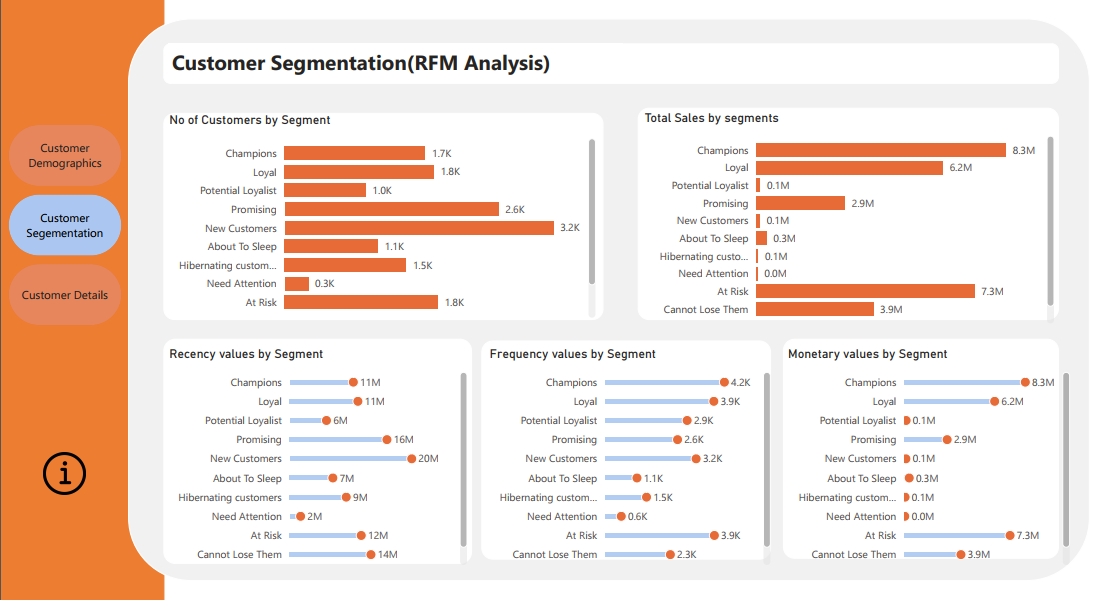 Customer Segmentation(RFM Analysis)
Customer
Demographics
Customer
Segementation
Customer Details
No of Customers by Segment
Champions 1.7K
Loyal 1.8K
Potential Loyalist 1.0K
Promising 2.6K
New Customers 3.2K
About To Sleep 1.1K
Hibernating custom... 1.5K
Need Attention 0.3K
At Risk 1.8K
Total Sales by segments
Champions 8.3M
Loyal 6.2M
Potential Loyalist 0.1M
Promising 2.9M
New Customers 0.1M
About To Sleep 0.3M
Hibernating custo... 0.1M
Need Attention 0.0M
At Risk 7.3M
Cannot Lose Them 3.9M
Recency values by Segment
Champions 11M
Loyal 11M
Potential Loyalist 6M
Promising 16M
New Customers 20M
About To Sleep 7M
Hibernating customers 9M
Need Attention 2M
At Risk 12M
Cannot Lose Them 14M
Frequency values by Segment
Champions 4.2K
Loyal 3.9K
Potential Loyalist 2.9K
Promising 2.6K
New Customers 3.2K
About To Sleep 1.1K
Hibernating custom... 1.5K
Need Attention 0.6K
At Risk 3.9K
Cannot Lose Them 2.3K
Monetary values by Segment
Champions 8.3M
Loyal 6.2M
Potential Loyalist 0.1M
Promising 2.9M
New Customers 0.1M
About To Sleep 0.3M
Hibernating custom... 0.1M
Need Attention 0.0M
At Risk 7.3M
Cannot Lose Them 3.9M